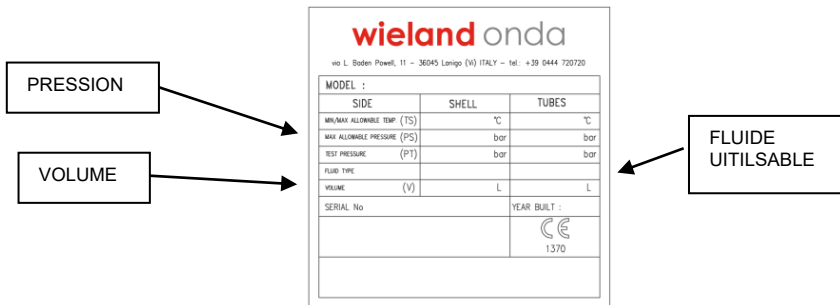 wieland onda
via L. Baden Powell, 11 – 36045 Lonigo (Vi) ITALY – tel.: +39 0444 720720
MODEL :
SIDE SHELL TUBES
MIN/MAX ALLOWABLE TEMP. (TS) °C °C
MAX ALLOWABLE PRESSURE (PS) bar bar
TEST PRESSURE (PT) bar bar
FLUID TYPE
VOLUME (V) L L
SERIAL No YEAR BUILT :
CE
1370
PRESSION
VOLUME
FLUIDE
UITILSABLE